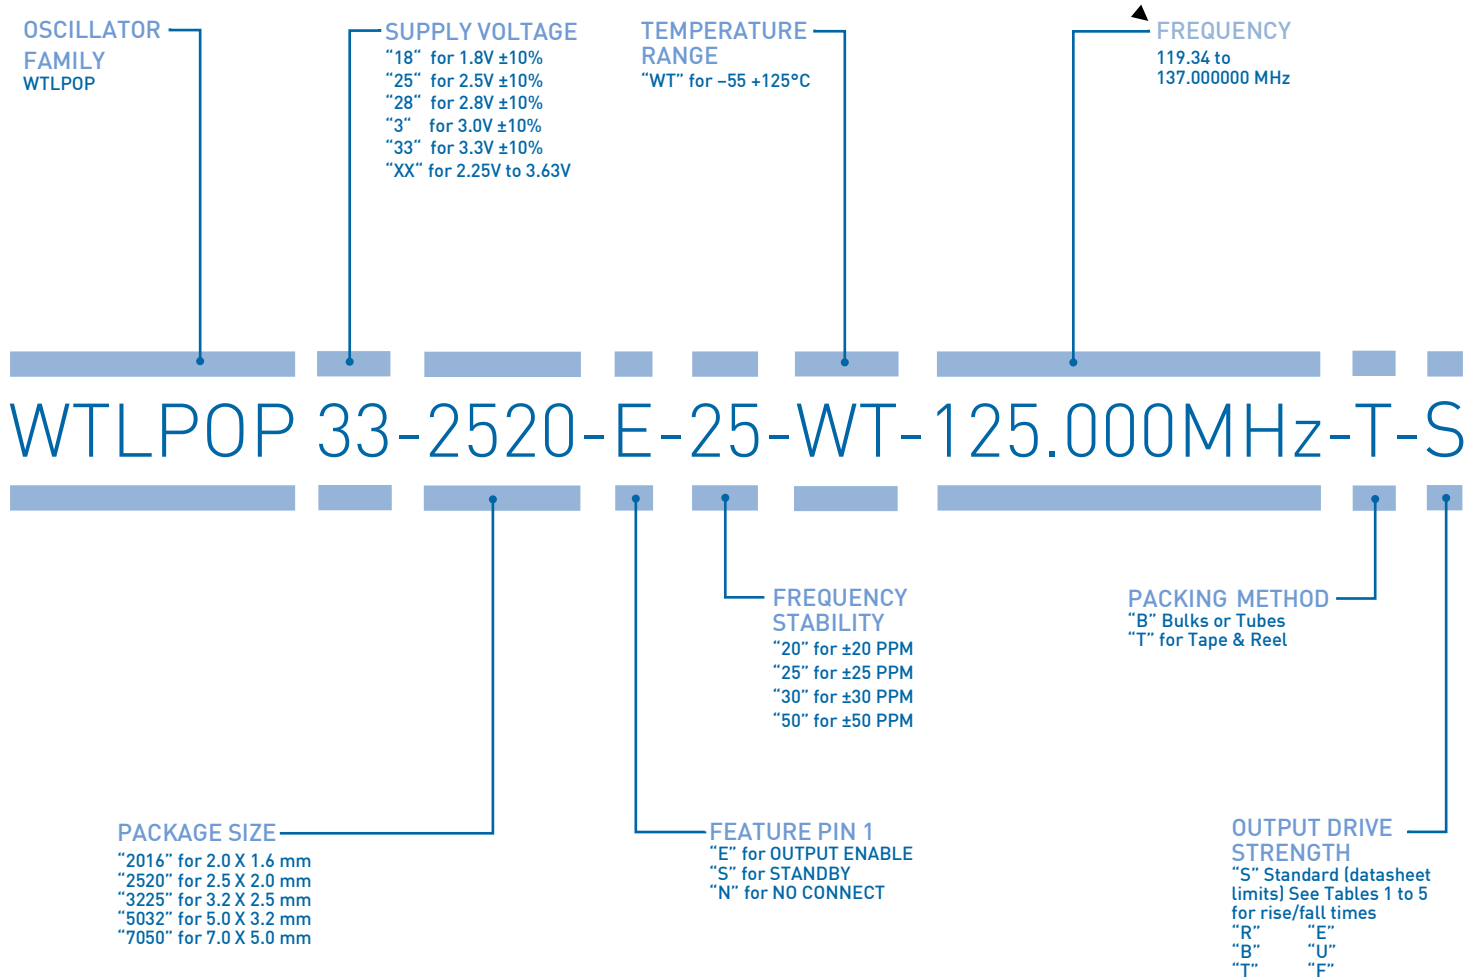 OSCILLATOR
FAMILY
WTLPOP
SUPPLY VOLTAGE
“18“ for 1.8V ±10%
“25“ for 2.5V ±10%
“28“ for 2.8V ±10%
“3“ for 3.0V ±10%
“33“ for 3.3V ±10%
“XX“ for 2.25V to 3.63V
TEMPERATURE
RANGE
“WT” for –55 +125°C
FREQUENCY
119.34 to
137.000000 MHz
WTLPOP 33-2520-E-25-WT-125.000MHz-T-S
FREQUENCY
STABILITY
“20” for ±20 PPM
“25” for ±25 PPM
“30” for ±30 PPM
“50” for ±50 PPM
PACKING METHOD
“B” Bulks or Tubes
“T” for Tape & Reel
PACKAGE SIZE
“2016” for 2.0 X 1.6 mm
“2520” for 2.5 X 2.0 mm
“3225” for 3.2 X 2.5 mm
“5032” for 5.0 X 3.2 mm
“7050” for 7.0 X 5.0 mm
FEATURE PIN 1
“E” for OUTPUT ENABLE
“S” for STANDBY
“N” for NO CONNECT
OUTPUT DRIVE
STRENGTH
“S” Standard (datasheet
limits) See Tables 1 to 5
for rise/fall times
“R” “E”
“B” “U”
“T” “F”